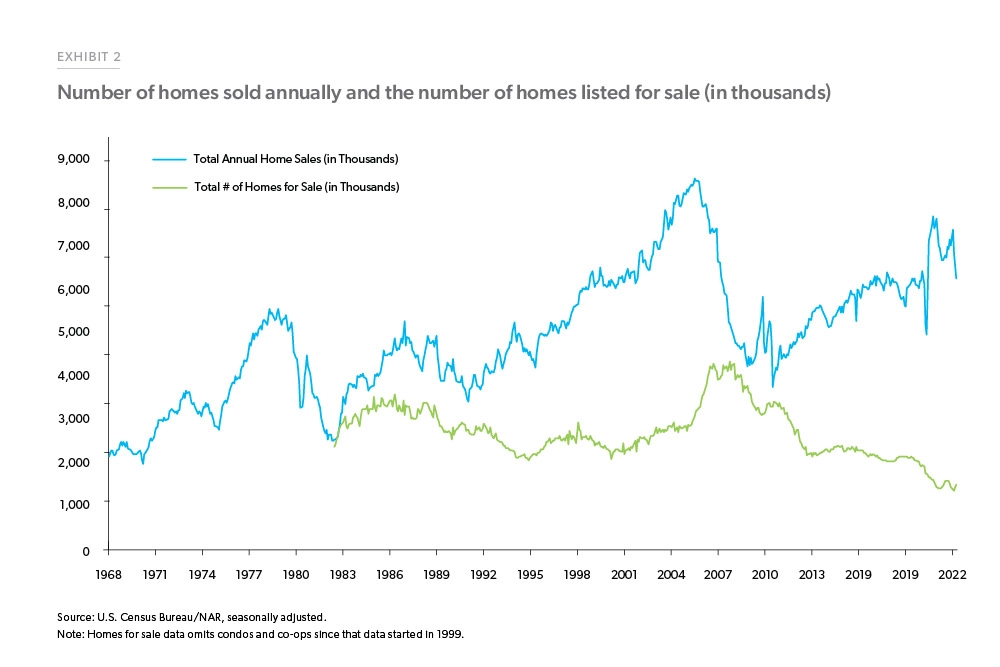 EXHIBIT 2
Number of homes sold annually and the number of homes listed for sale (in thousands)
9,000
Total Annual Home Sales (in Thousands)
Total # of Homes for Sale (in Thousands)
8,000
7,000
6,000
5,000
4,000
3,000
2,000
1,000
0
1968 1971 1974 1977 1980 1983 1986 1989 1992 1995 1998 2001 2004 2007 2010 2013 2019 2019 2022
Source: U.S. Census Bureau/NAR, seasonally adjusted.
Note: Homes for sale data omits condos and co-ops since that data started in 1999.